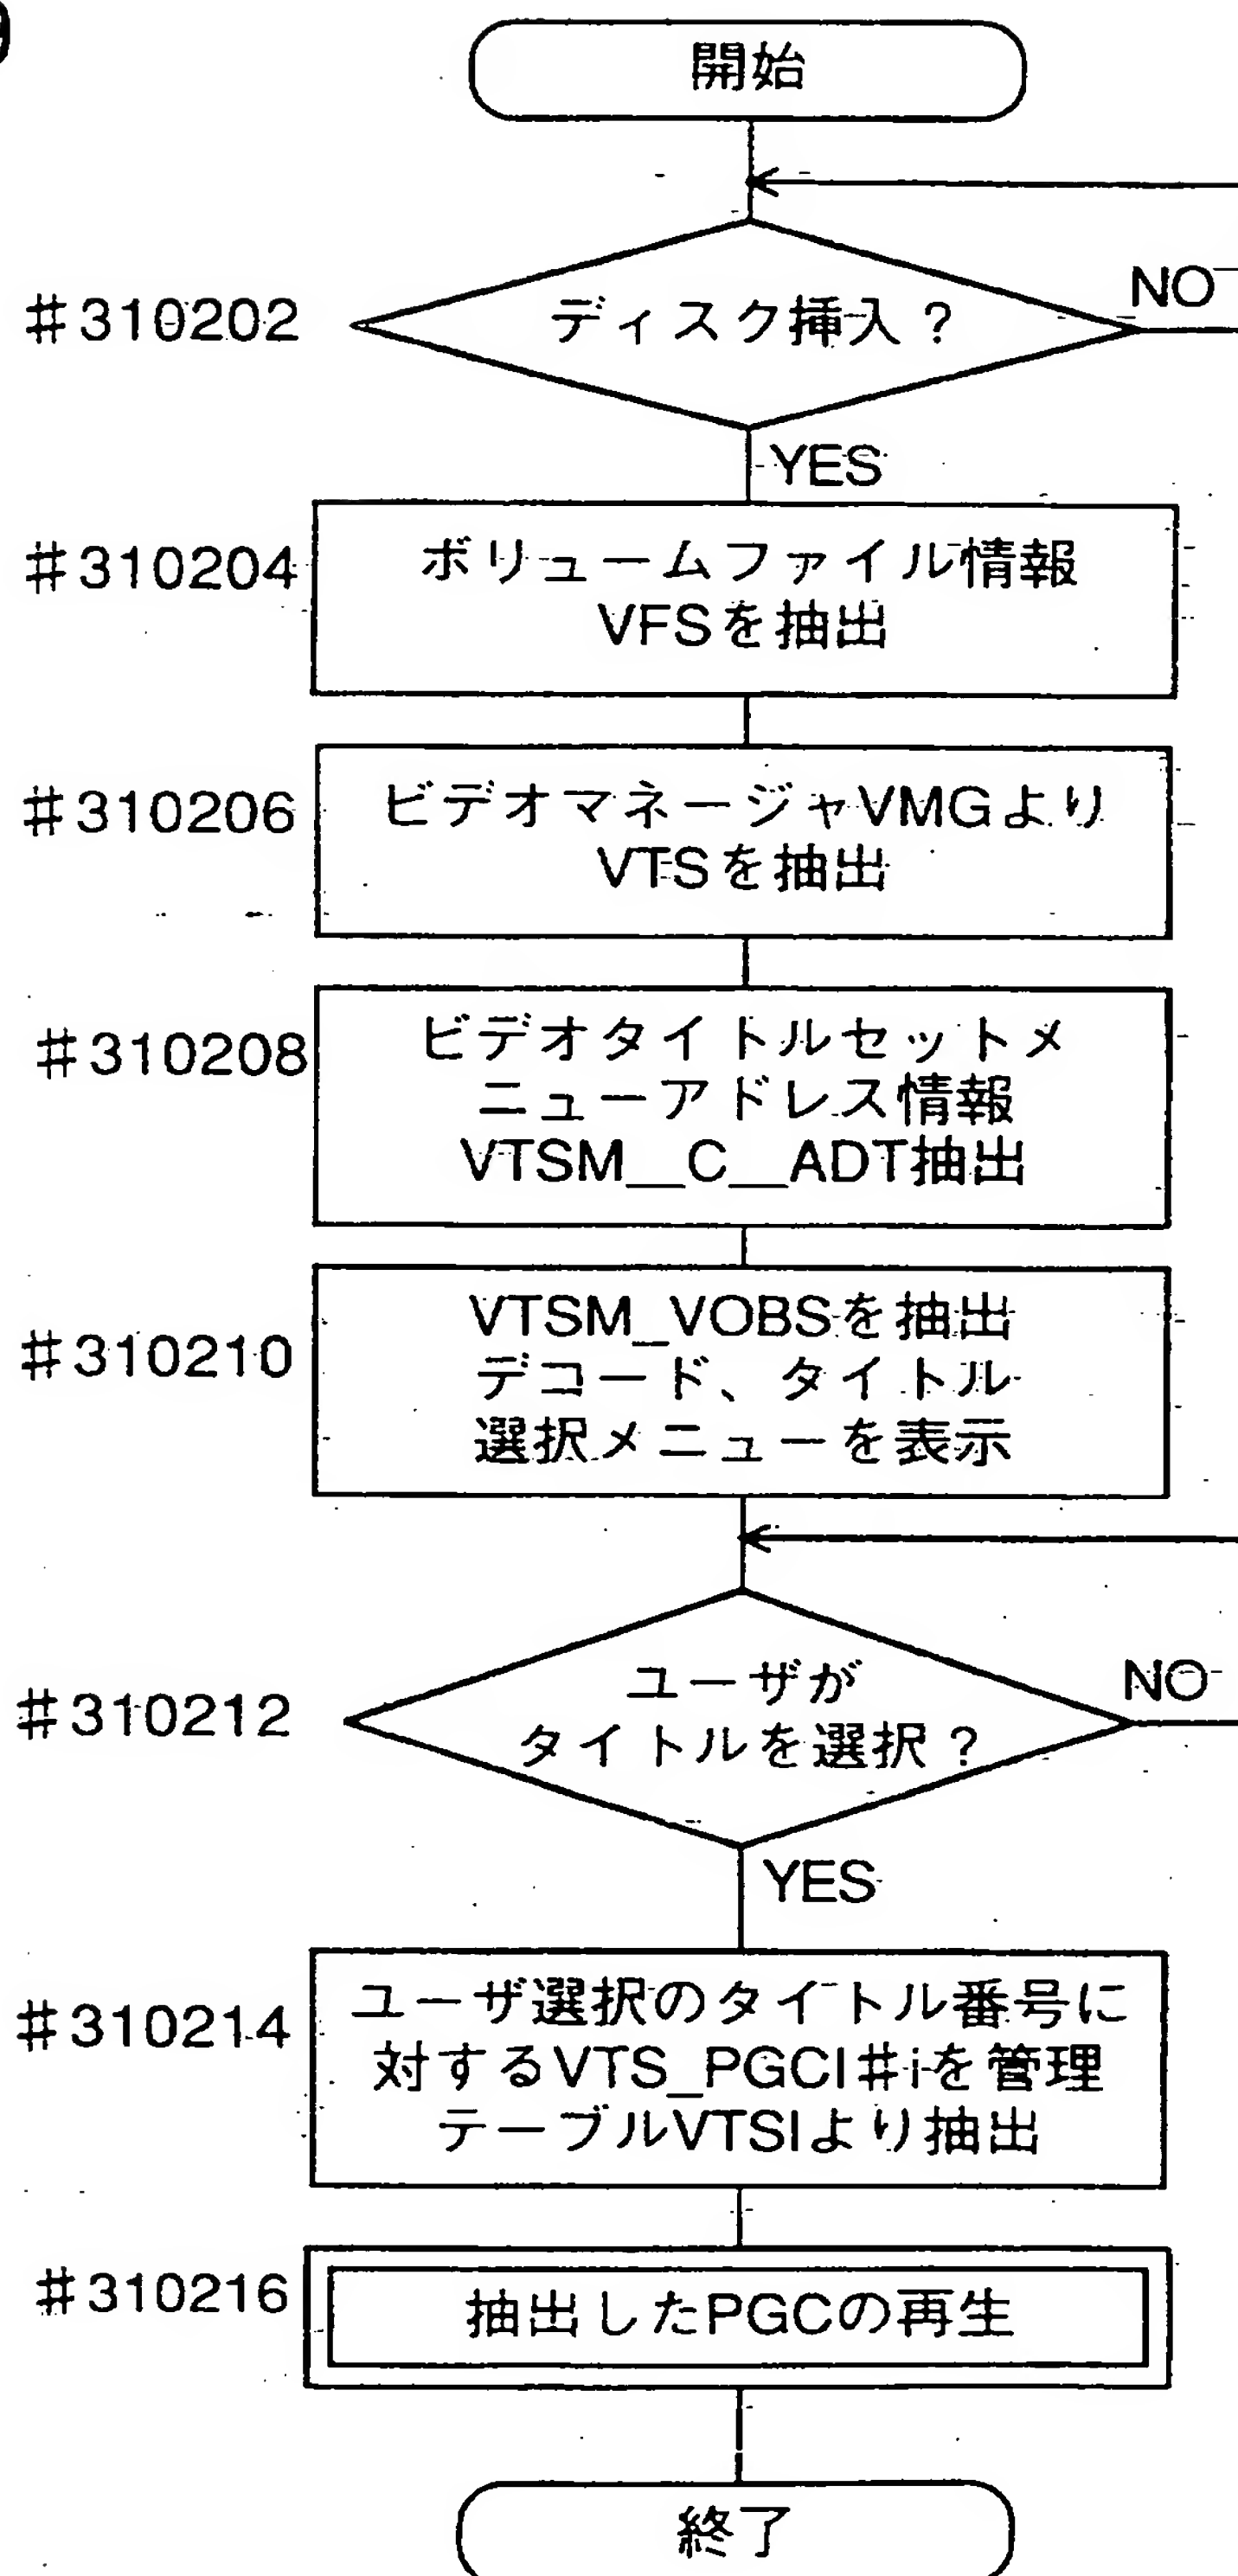 開始
#310202
ディスク挿入?
NO
YES
#310204
ボリュームファイル情報
VFSを抽出
#310206
ビデオマネージャVMGより
VTSを抽出
#310208
ビデオタイトルセットメ
ニューアドレス情報
VTSM__C__ADT抽出
#310210
VTSM_VOBSを抽出
デコード、タイトル
選択メニューを表示
#310212
ユーザが
タイトルを選択?
NO
YES
#310214
ユーザ選択のタイトル番号に
対するVTS_PGCI#iを管理
テーブルVTSIより抽出
#310216
抽出したPGCの再生
終了